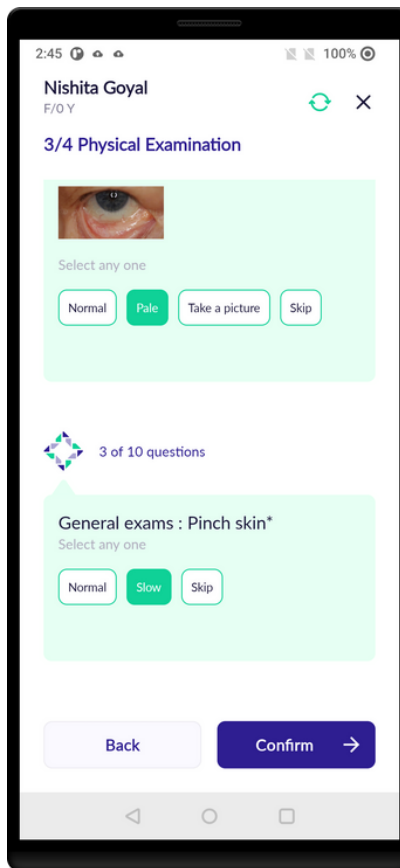 2:45 100%
Nishita Goyal
F/0 Y
3/4 Physical Examination
Select any one
Normal Pale Take a picture Skip
3 of 10 questions
General exams : Pinch skin*
Select any one
Normal Slow Skip
Back Confirm